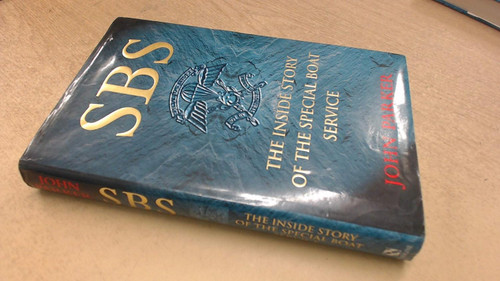 SBS
THE INSIDE STORY
OF THE SPECIAL BOAT
SERVICE
JOHN PARKER
JOHN
SBS
THE INSIDE STORY
OF THE SPECIAL BOAT